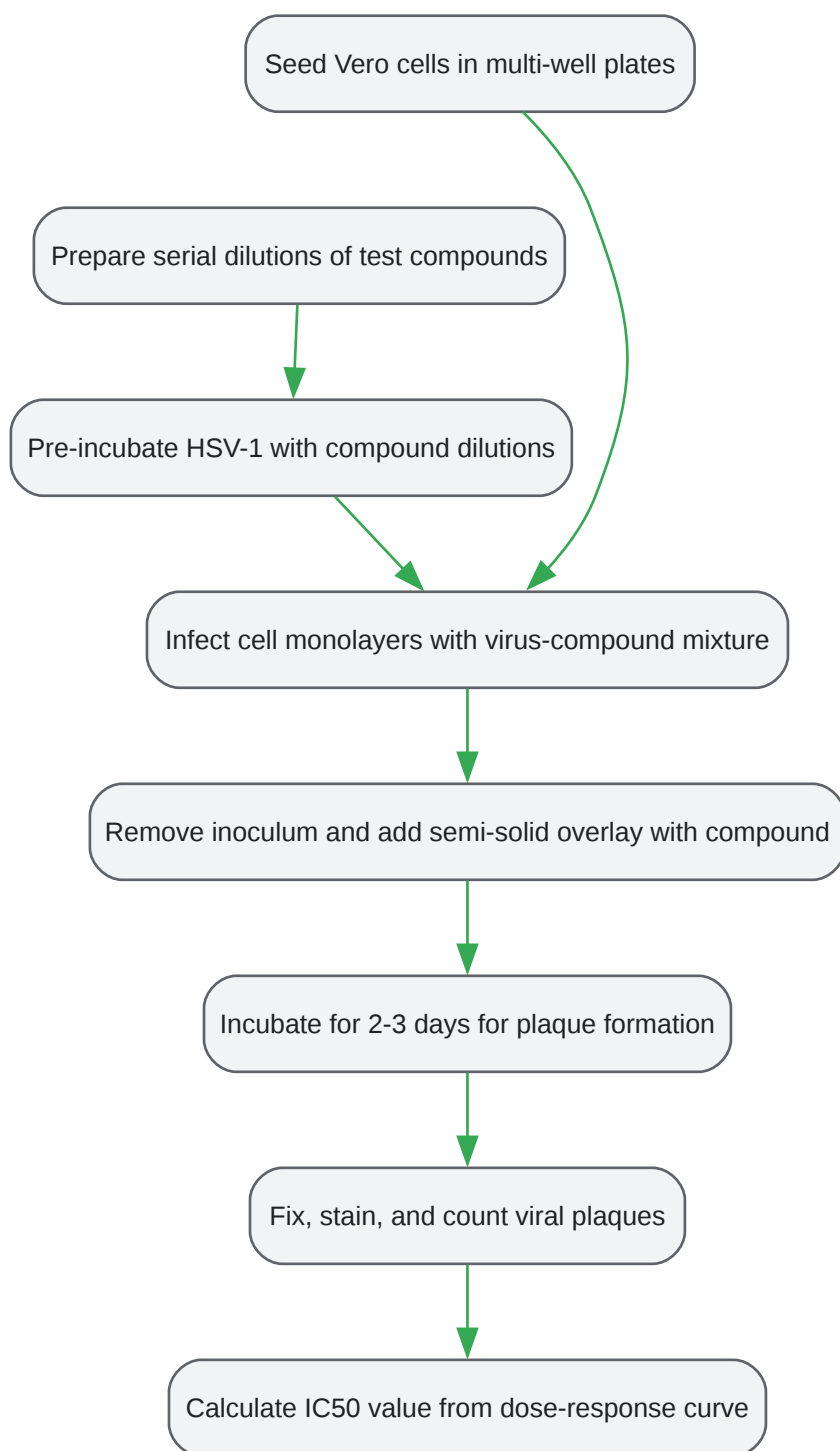 Seed Vero cells in multi-well plates
Prepare serial dilutions of test compounds
Pre-incubate HSV-1 with compound dilutions
Infect cell monolayers with virus-compound mixture
Remove inoculum and add semi-solid overlay with compound
Incubate for 2-3 days for plaque formation
Fix, stain, and count viral plaques
Calculate IC50 value from dose-response curve